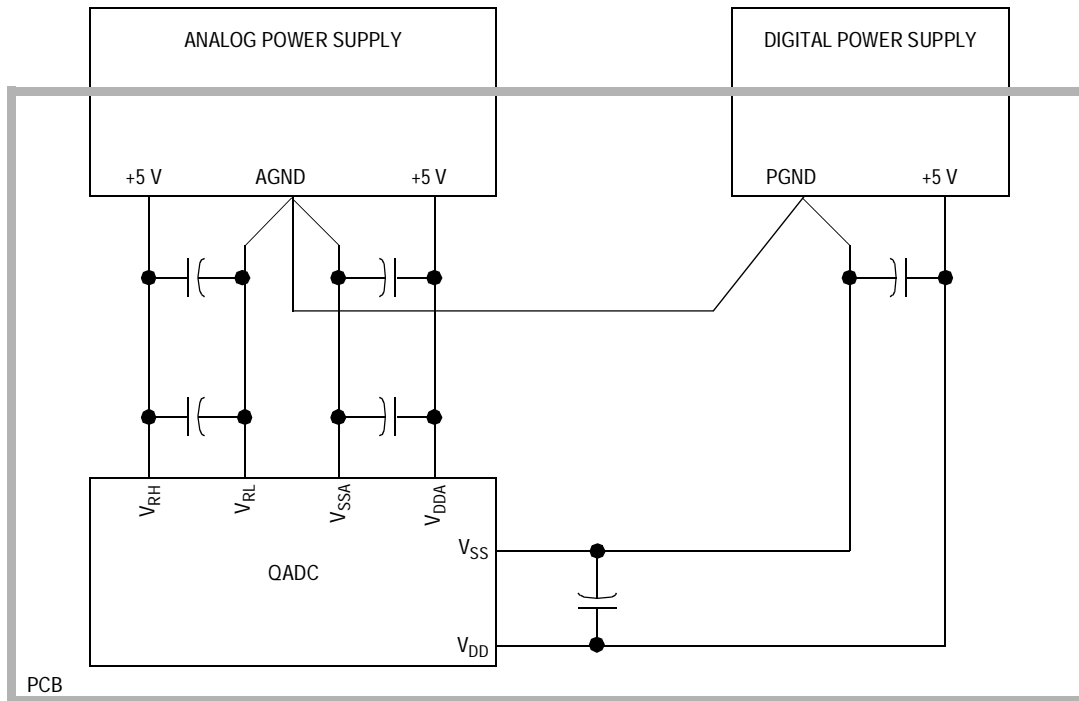 ANALOG POWER SUPPLY
DIGITAL POWER SUPPLY
+5 V
AGND
+5 V
PGND
+5 V
VRH
VRL
VSSA
VDDA
VSS
QADC
VDD
PCB